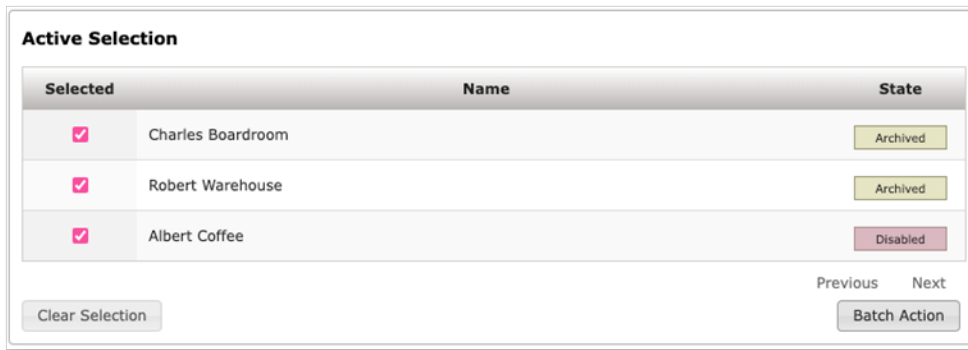 Active Selection
Selected Name State
Charles Boardroom Archived
Robert Warehouse Archived
Albert Coffee Disabled
Previous Next
Clear Selection Batch Action